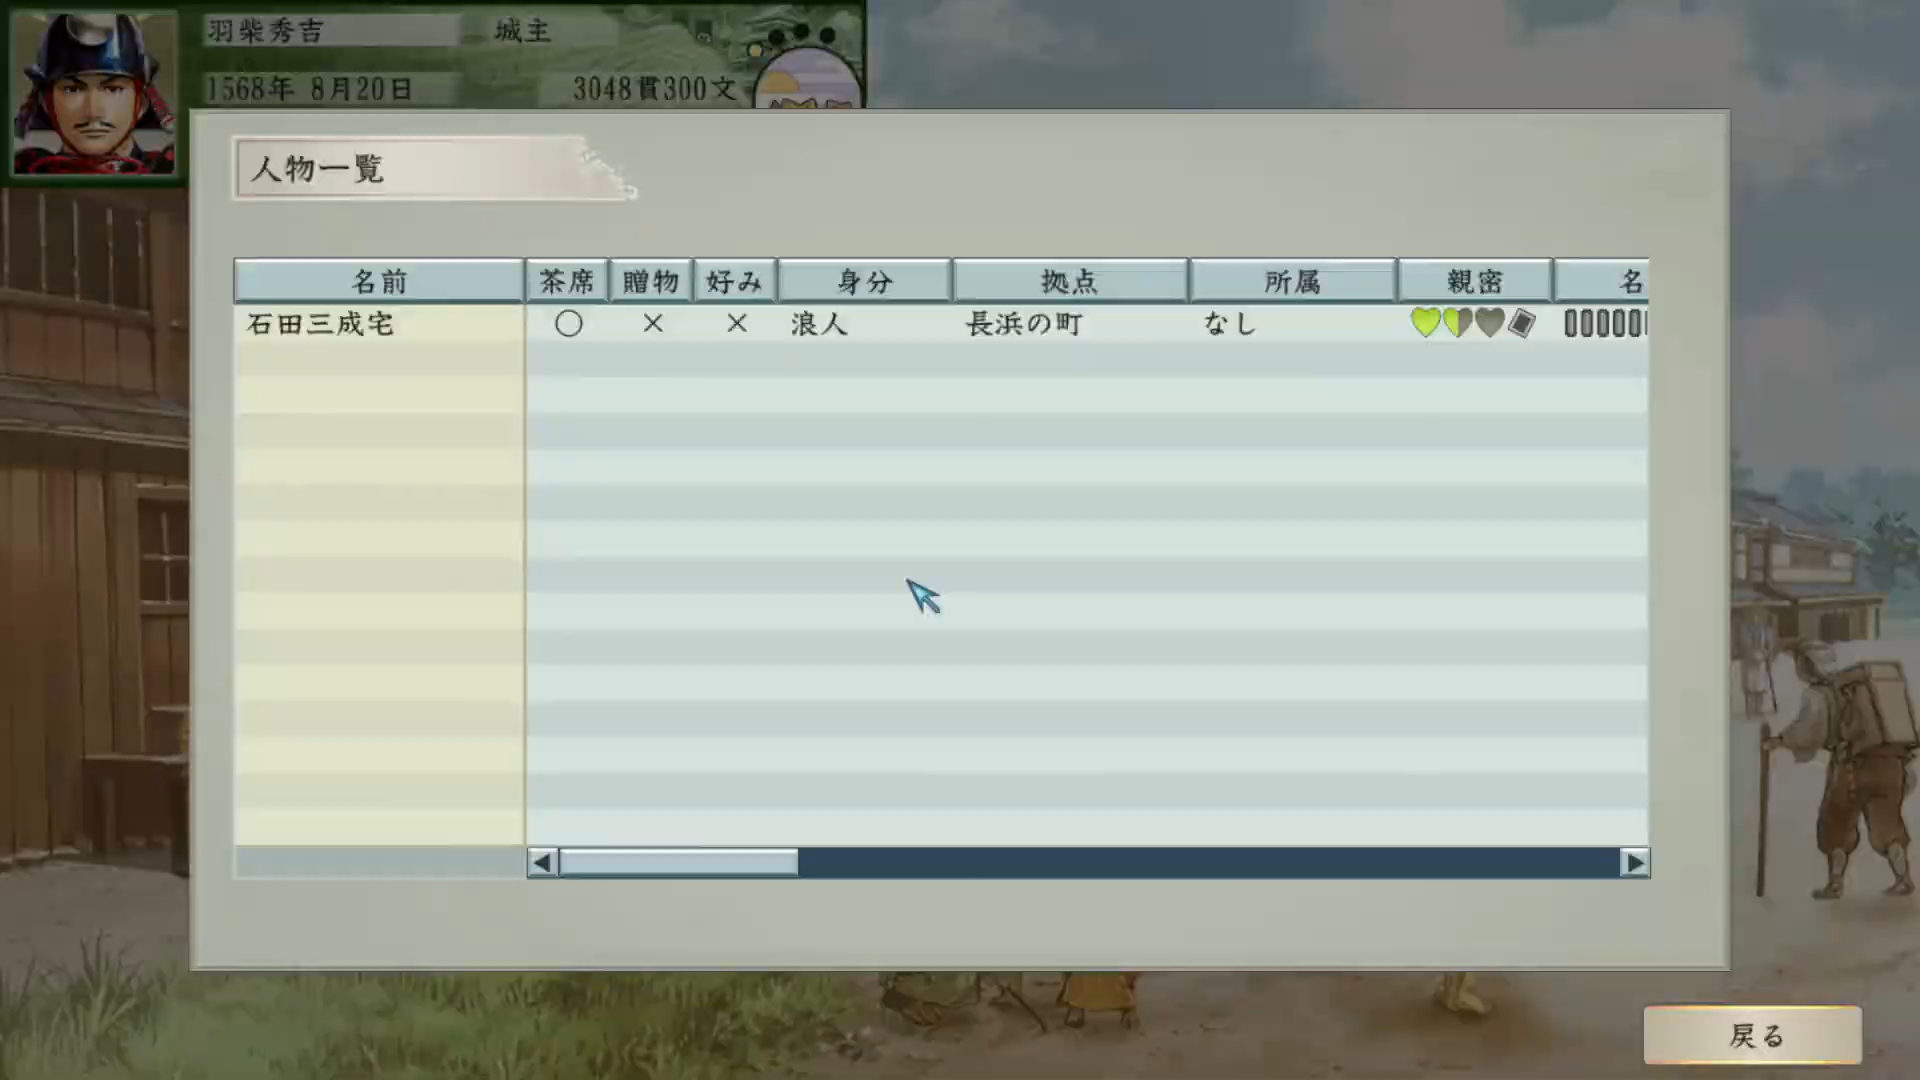 羽柴秀吉 城主
1568年 8月20日 3048貫300文
人物一覧
名前 茶席 贈物 好み 身分 拠点 所属 親密 名
石田三成宅 ○ × × 浪人 長浜の町 なし
戻る